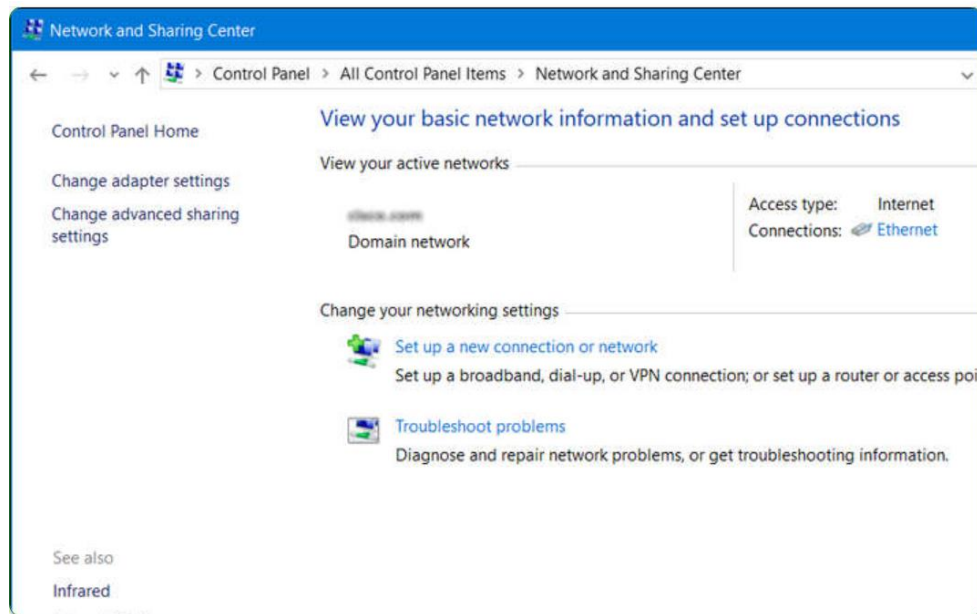 Network and Sharing Center
Control Panel > All Control Panel Items > Network and Sharing Center
Control Panel Home
Change adapter settings
Change advanced sharing
settings
View your basic network information and set up connections
View your active networks
Domain network
Access type: Internet
Connections: Ethernet
Change your networking settings
Set up a new connection or network
Set up a broadband, dial-up, or VPN connection; or set up a router or access poi
Troubleshoot problems
Diagnose and repair network problems, or get troubleshooting information.
See also
Infrared